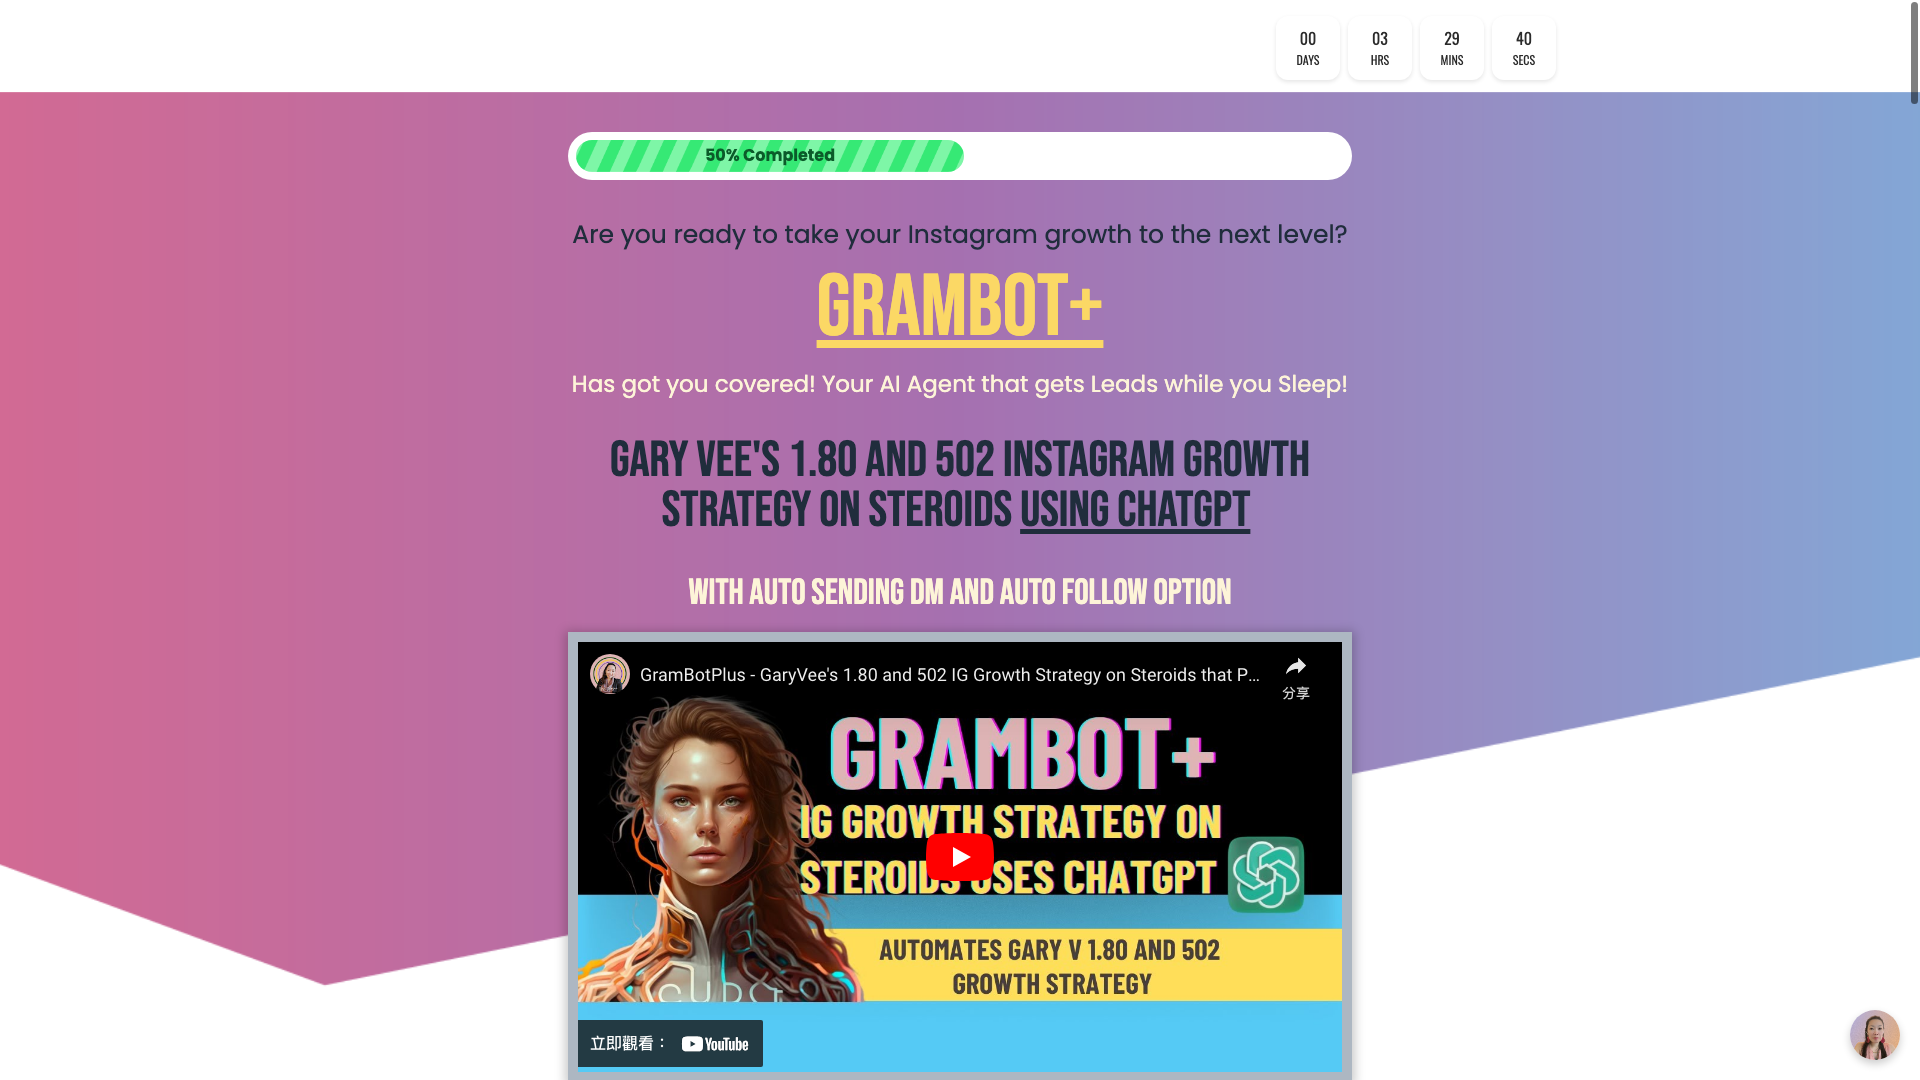 00
DAYS
03
HRS
29
MINS
40
SECS
50% Completed
Are you ready to take your Instagram growth to the next level?
GRAMBOT+
Has got you covered! Your AI Agent that gets Leads while you Sleep!
GARY VEE'S 1.80 AND 502 INSTAGRAM GROWTH
STRATEGY ON STEROIDS USING CHATGPT
WITH AUTO SENDING DM AND AUTO FOLLOW OPTION
GramBotPlus - GaryVee's 1.80 and 502 IG Growth Strategy on Steroids that P...
分享
GRAMBOT+
IG GROWTH STRATEGY ON
STEROIDS USES CHATGPT
AUTOMATES GARY V 1.80 AND 502
GROWTH STRATEGY
立即觀看： YouTube